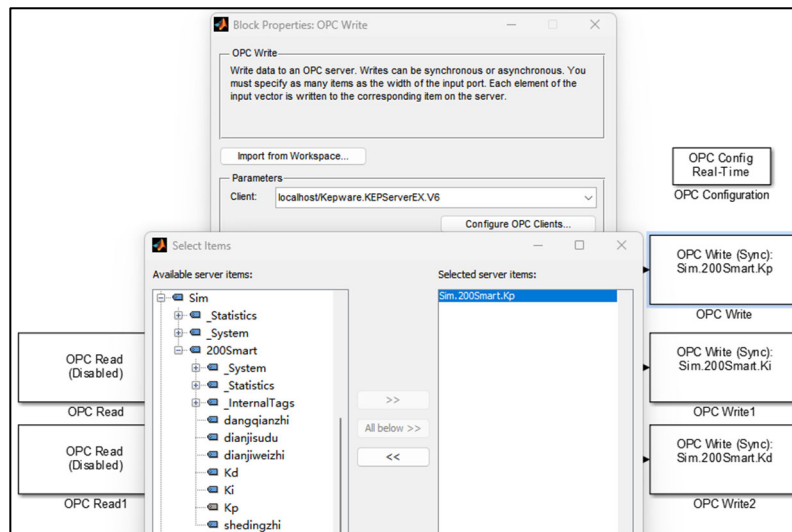 Block Properties: OPC Write
OPC Write
Write data to an OPC server. Writes can be synchronous or asynchronous. You
must specify as many items as the width of the input port. Each element of the
input vector is written to the corresponding item on the server.
Import from Workspace...
Parameters
Client: localhost/Kepware.KEPServerEX.V6
Configure OPC Clients...
Select Items
Available server items:
Sim
_Statistics
_System
200Smart
_System
_Statistics
_InternalTags
dangqianzhi
dianjisudu
dianjiweizhi
Kd
Ki
Kp
shedingzhi
>>
All below >>
<<
Selected server items:
Sim.200Smart.Kp
OPC Read
(Disabled)
OPC Read
OPC Read
(Disabled)
OPC Read1
OPC Config
Real-Time
OPC Configuration
OPC Write (Sync):
Sim.200Smart.Kp
OPC Write
OPC Write (Sync):
Sim.200Smart.Ki
OPC Write1
OPC Write (Sync):
Sim.200Smart.Kd
OPC Write2